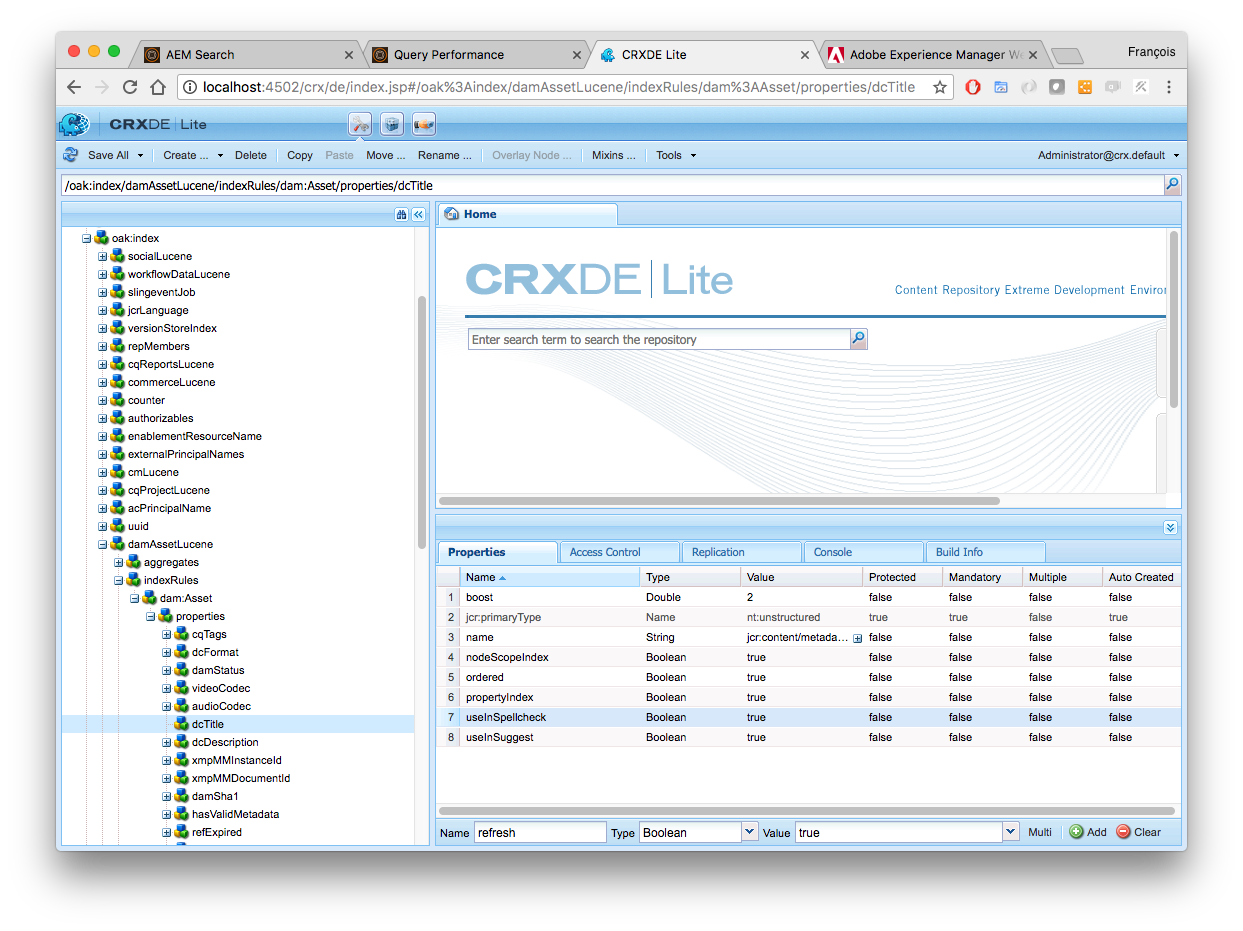 AEM Search
Query Performance
CRXDE Lite
Adobe Experience Manager We
François
localhost:4502/crx/de/index.jsp#/oak%3Aindex/damAssetLucene/indexRules/dam%3AAsset/properties/dcTitle
CRXDE | Lite
Save All Create ... Delete Copy Paste Move ... Rename ... Overlay Node ... Mixins ... Tools Administrator@crx.default
/oak:index/damAssetLucene/indexRules/dam:Asset/properties/dcTitle
oak:index
socialLucene
workflowDataLucene
slingeventJob
jcrLanguage
versionStoreIndex
repMembers
cqReportsLucene
commerceLucene
counter
authorizables
enablementResourceName
externalPrincipalNames
cmLucene
cqProjectLucene
acPrincipalName
uuid
damAssetLucene
aggregates
indexRules
dam:Asset
properties
cqTags
dcFormat
damStatus
videoCodec
audioCodec
dcTitle
dcDescription
xmpMMInstanceId
xmpMMDocumentId
damSha1
hasValidMetadata
refExpired
Home
CRXDE | Lite
Content Repository Extreme Development Enviro
Enter search term to search the repository
Properties Access Control Replication Console Build Info
Name Type Value Protected Mandatory Multiple Auto Created
1 boost Double 2 false false false false
2 jcr:primaryType Name nt:unstructured true true false true
3 name String jcr:content/metada... false false false false
4 nodeScopeIndex Boolean true false false false false
5 ordered Boolean true false false false false
6 propertyIndex Boolean true false false false false
7 useInSpellcheck Boolean true false false false false
8 useInSuggest Boolean true false false false false
Name refresh Type Boolean Value true Multi Add Clear